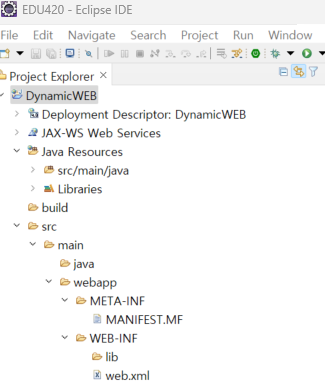 EDU420 - Eclipse IDE
File Edit Navigate Search Project Run Window
Project Explorer
DynamicWEB
Deployment Descriptor: DynamicWEB
JAX-WS Web Services
Java Resources
src/main/java
Libraries
build
src
main
java
webapp
META-INF
MANIFEST.MF
WEB-INF
lib
web.xml